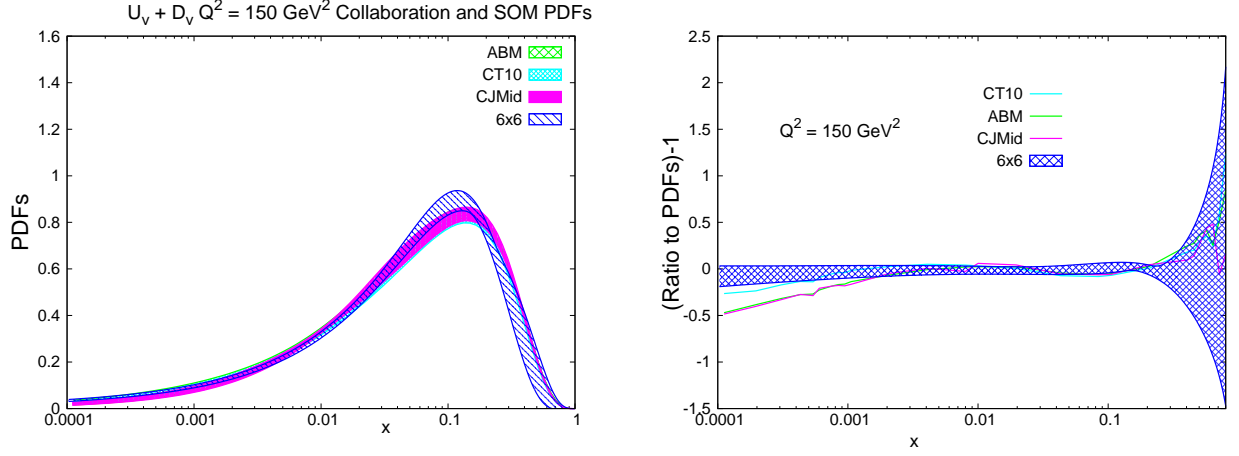 U_v + D_v Q^2 = 150 GeV^2 Collaboration and SOM PDFs
PDFs
1.6
1.4
1.2
1
0.8
0.6
0.4
0.2
0
0.0001
0.001
0.01
0.1
1
x
ABM
CT10
CJMid
6x6
(Ratio to PDFs)-1
2.5
2
1.5
1
0.5
0
-0.5
-1
-1.5
0.0001
0.001
0.01
0.1
x
Q^2 = 150 GeV^2
CT10
ABM
CJMid
6x6